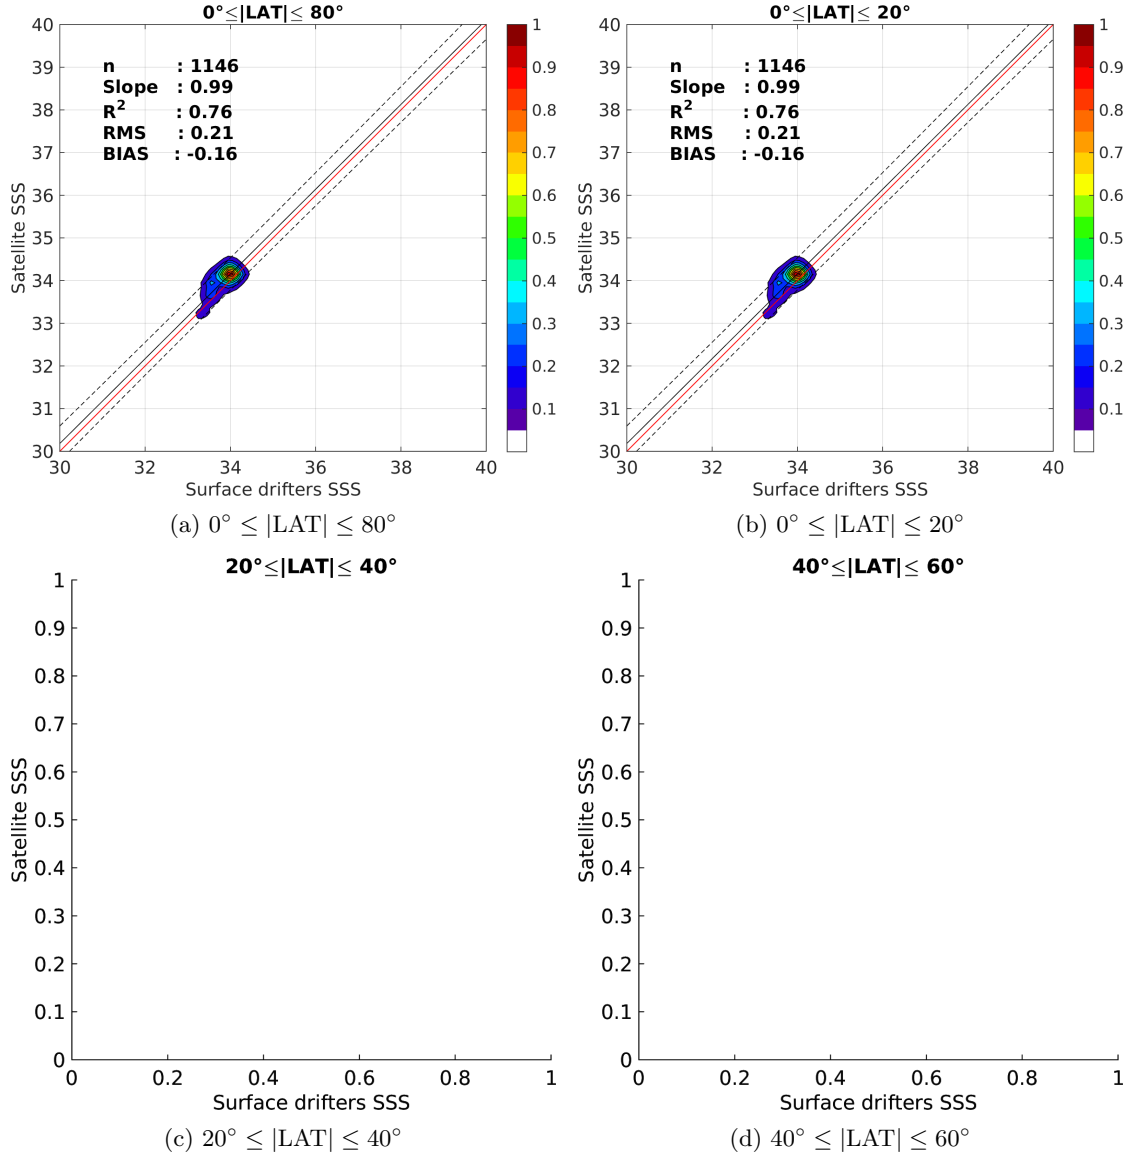 0°≤|LAT|≤ 80°
n : 1146
Slope : 0.99
R² : 0.76
RMS : 0.21
BIAS : -0.16
40
39
38
37
36
35
34
33
32
31
30
30 32 34 36 38 40
1
0.9
0.8
0.7
0.6
0.5
0.4
0.3
0.2
0.1
Satellite SSS
Surface drifters SSS
(a) 0° ≤ |LAT| ≤ 80°
0°≤|LAT|≤ 20°
n : 1146
Slope : 0.99
R² : 0.76
RMS : 0.21
BIAS : -0.16
40
39
38
37
36
35
34
33
32
31
30
30 32 34 36 38 40
1
0.9
0.8
0.7
0.6
0.5
0.4
0.3
0.2
0.1
Satellite SSS
Surface drifters SSS
(b) 0° ≤ |LAT| ≤ 20°
20°≤|LAT|≤ 40°
1
0.9
0.8
0.7
0.6
0.5
0.4
0.3
0.2
0.1
0
0 0.2 0.4 0.6 0.8 1
Satellite SSS
Surface drifters SSS
(c) 20° ≤ |LAT| ≤ 40°
40°≤|LAT|≤ 60°
1
0.9
0.8
0.7
0.6
0.5
0.4
0.3
0.2
0.1
0
0 0.2 0.4 0.6 0.8 1
Satellite SSS
Surface drifters SSS
(d) 40° ≤ |LAT| ≤ 60°